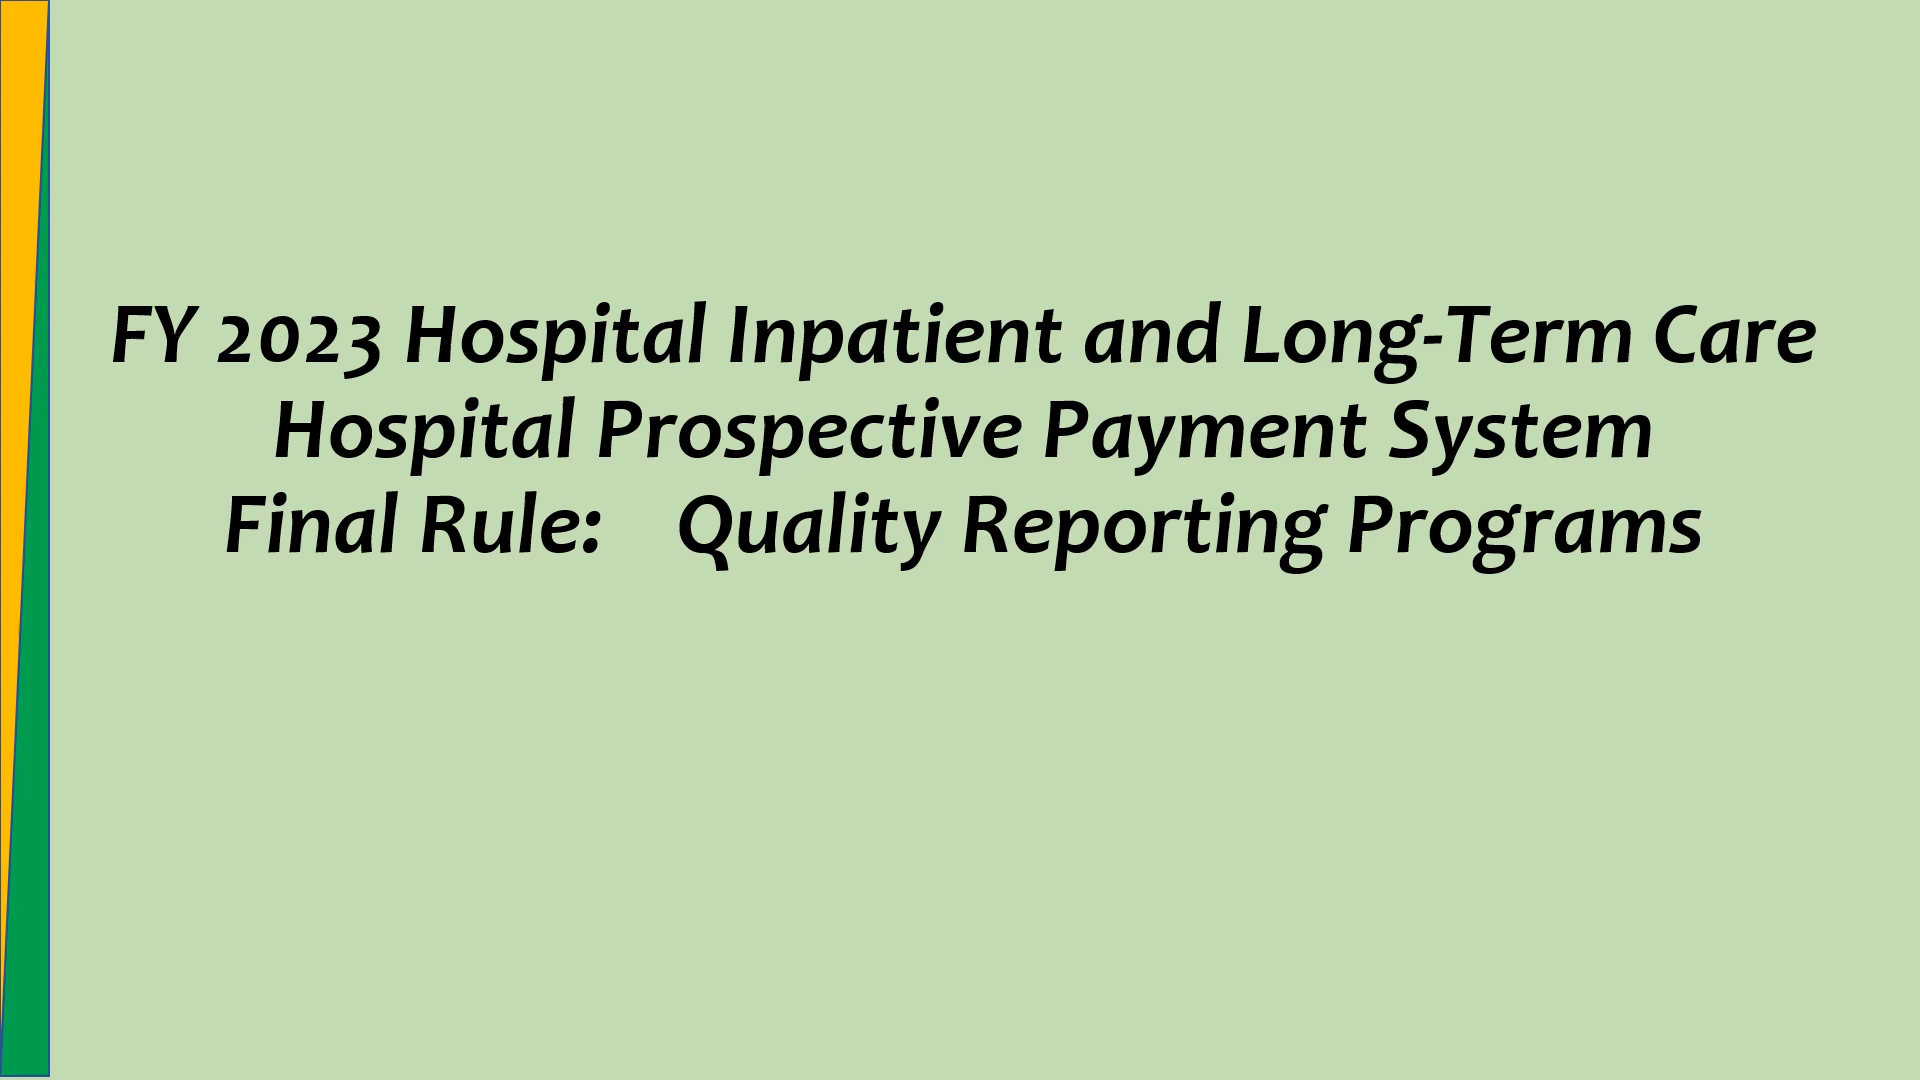 FY 2023 Hospital Inpatient and Long-Term Care
Hospital Prospective Payment System
Final Rule: Quality Reporting Programs